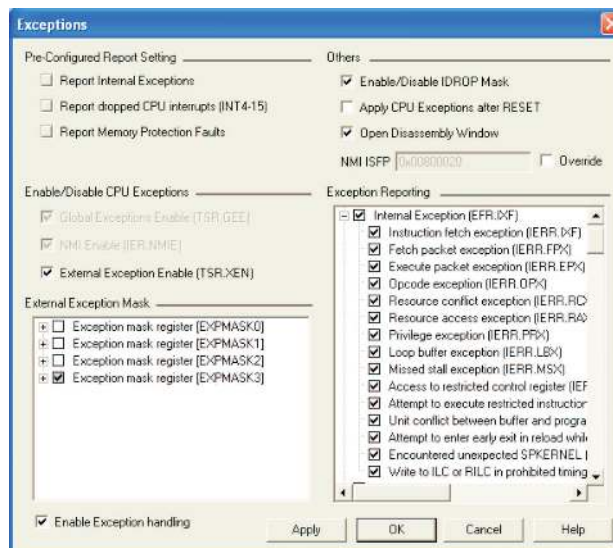 Exceptions
Pre-Configured Report Setting
Report Internal Exceptions
Report dropped CPU interrupts (INT4-15)
Report Memory Protection Faults
Others
Enable/Disable IDROP Mask
Apply CPU Exceptions after RESET
Open Disassembly Window
NMI ISFP 0x00800020 Override
Enable/Disable CPU Exceptions
Global Exceptions Enable (TSR.GEE)
NMI Enable (IER.NMIE)
External Exception Enable (TSR.XEN)
External Exception Mask
Exception mask register [EXPMASK0]
Exception mask register [EXPMASK1]
Exception mask register [EXPMASK2]
Exception mask register [EXPMASK3]
Exception Reporting
Internal Exception (EFR.IXF)
Instruction fetch exception (IERR.IXF)
Fetch packet exception (IERR.FPX)
Execute packet exception (IERR.EPX)
Opcode exception (IERR.OPX)
Resource conflict exception (IERR.RCX
Resource access exception (IERR.RAX
Privilege exception (IERR.PRX)
Loop buffer exception (IERR.LBX)
Missed stall exception (IERR.MSX)
Access to restricted control register (IEF
Attempt to execute restricted instruction
Unit conflict between buffer and progra
Attempt to enter early exit in reload whil
Encountered unexpected SPKERNEL (
Write to ILC or RILC in prohibited timing
Enable Exception handling
Apply
OK
Cancel
Help